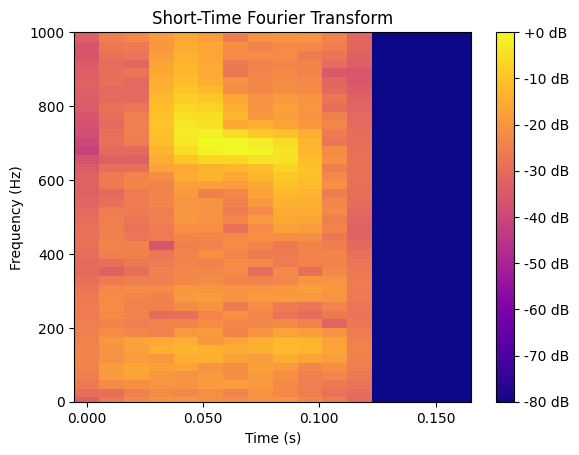 Short-Time Fourier Transform
1000
800
600
400
200
0
Frequency (Hz)
0.000
0.050
0.100
0.150
Time (s)
+0 dB
-10 dB
-20 dB
-30 dB
-40 dB
-50 dB
-60 dB
-70 dB
-80 dB